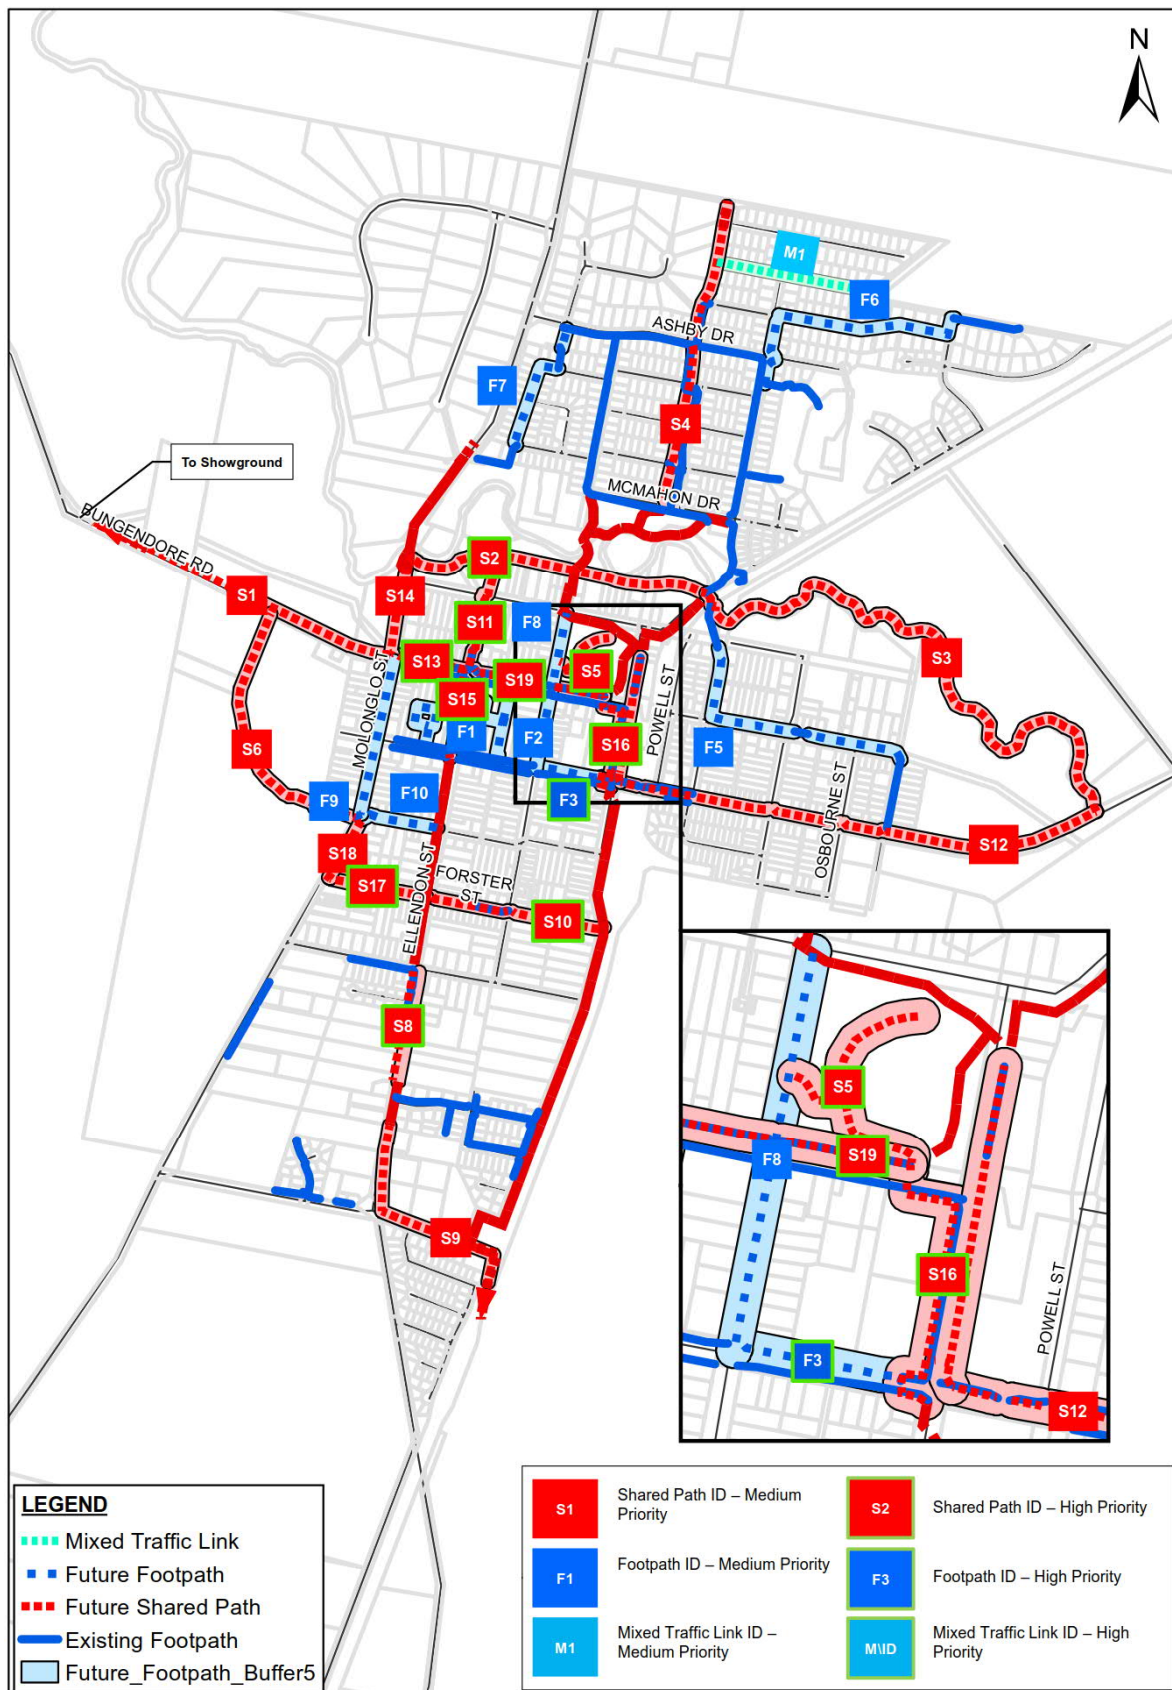 N
M1
F6
ASHBY DR
F7
S4
To Showground
MCMAHON DR
BUNGENDORE RD
S2
S1
S14
S11
F8
S3
S13
S5
S19
MOLONGLO ST
S15
POWELL ST
F1
F2
S16
F5
S6
F9
F10
F3
OSBOURNE ST
S12
S18
S17
FORSTER
ST
ELLENDON ST
S10
S8
S9
S5
S19
F8
S16
POWELL ST
F3
S12
LEGEND
Mixed Traffic Link
Future Footpath
Future Shared Path
Existing Footpath
Future_Footpath_Buffer5
S1
Shared Path ID – Medium
Priority
S2
Shared Path ID – High Priority
F1
Footpath ID – Medium Priority
F3
Footpath ID – High Priority
M1
Mixed Traffic Link ID –
Medium Priority
M\ID
Mixed Traffic Link ID – High
Priority